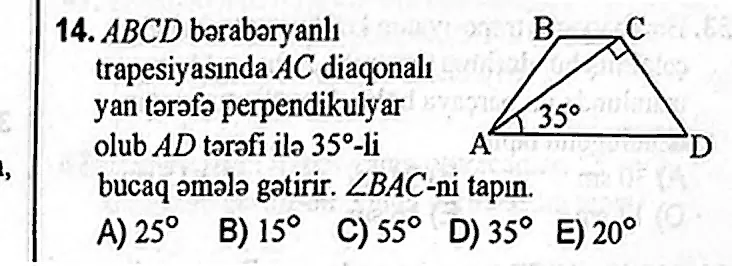 14. ABCD bərabəryanlı
trapesiyasında AC diaqonalı
yan tərəfə perpendikulyar
olub AD tərəfi ilə 35°-li
bucaq əmələ gətirir. ∠BAC-ni tapın.
A) 25° B) 15° C) 55° D) 35° E) 20°
B C
35°
A D